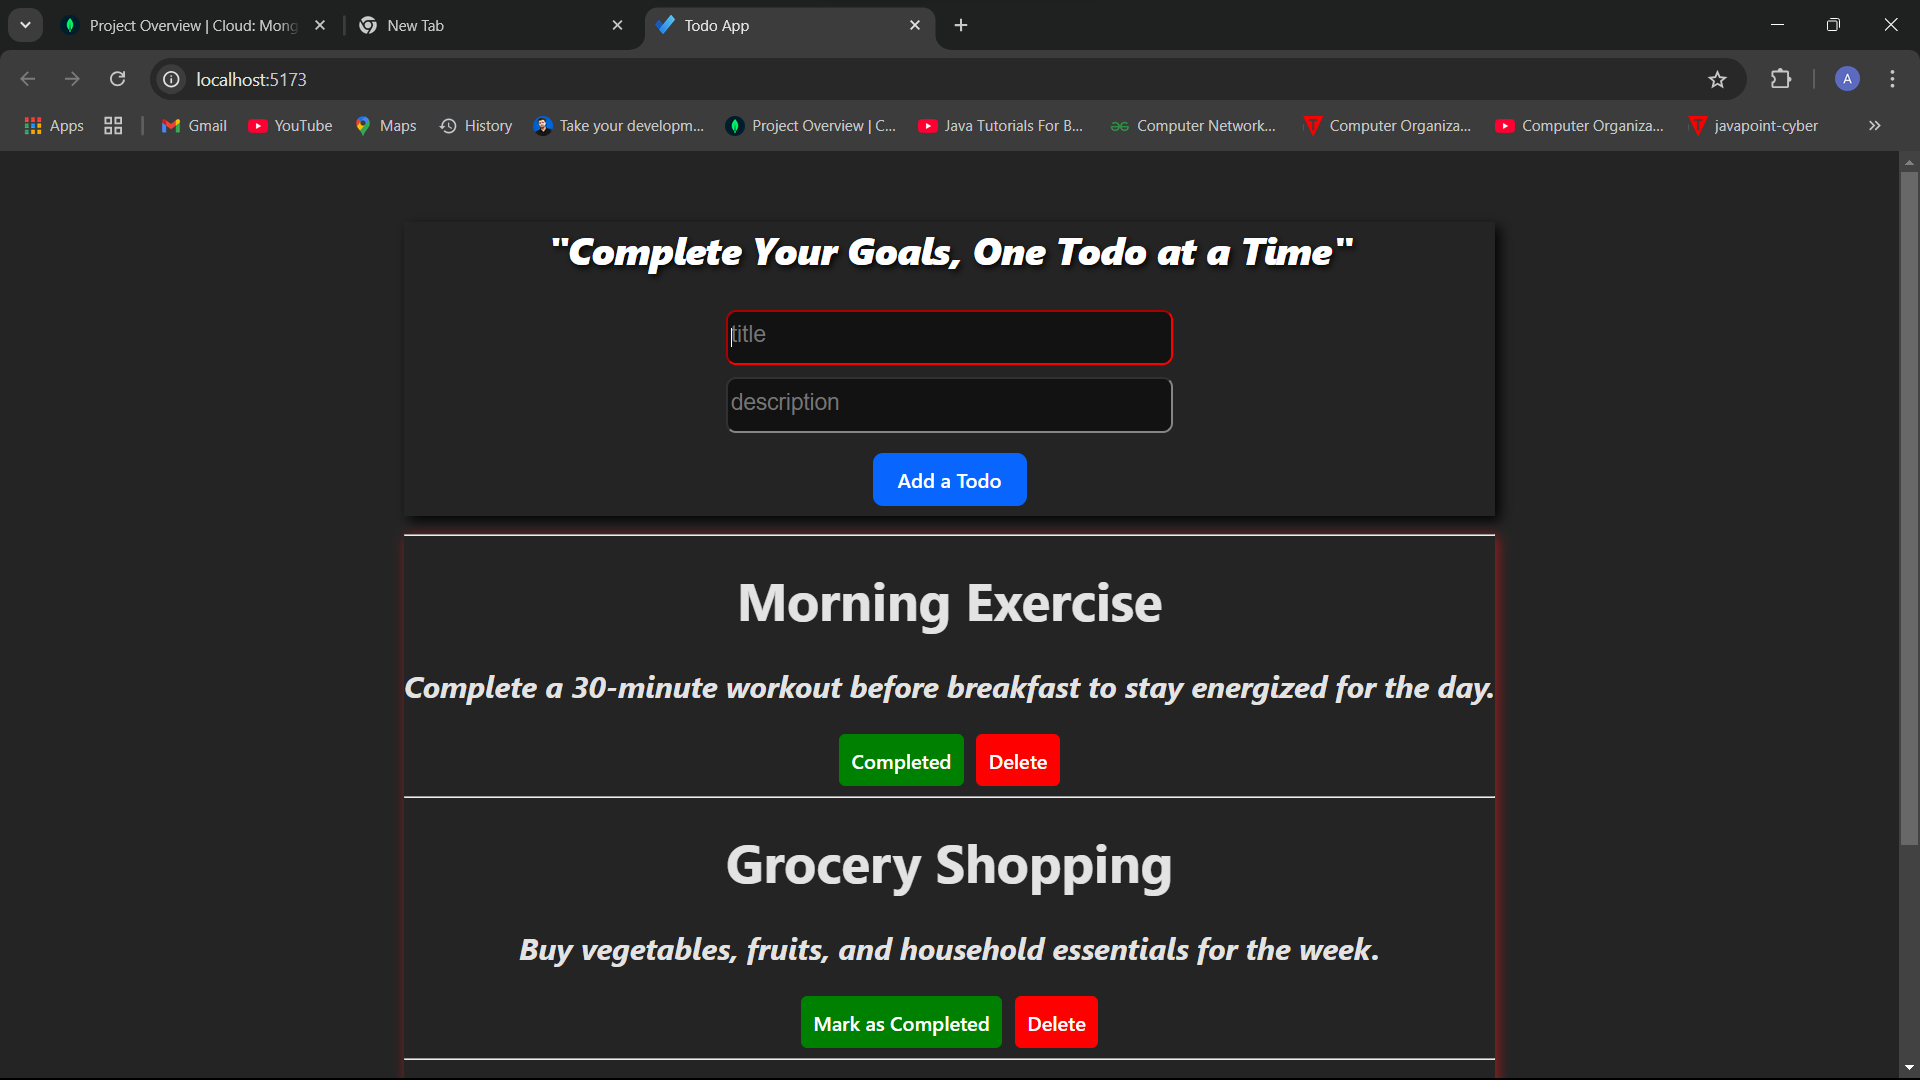 Project Overview | Cloud: Mong
New Tab
Todo App
localhost:5173
A
Apps
Gmail
YouTube
Maps
History
Take your developm...
Project Overview | C...
Java Tutorials For B...
Computer Network...
Computer Organiza...
Computer Organiza...
javapoint-cyber
"Complete Your Goals, One Todo at a Time"
title
description
Add a Todo
Morning Exercise
Complete a 30-minute workout before breakfast to stay energized for the day.
Completed
Delete
Grocery Shopping
Buy vegetables, fruits, and household essentials for the week.
Mark as Completed
Delete